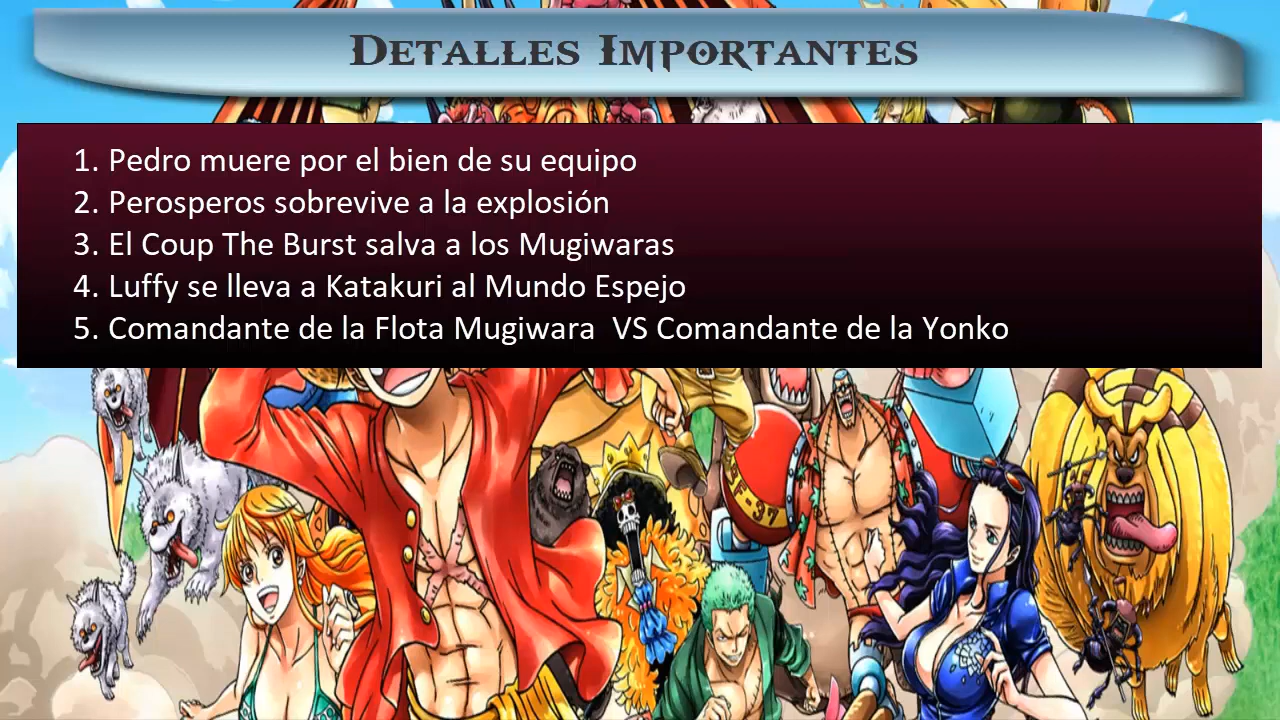 Detalles Importantes
1. Pedro muere por el bien de su equipo
2. Perosperos sobrevive a la explosión
3. El Coup The Burst salva a los Mugiwaras
4. Luffy se lleva a Katakuri al Mundo Espejo
5. Comandante de la Flota Mugiwara  VS Comandante de la Yonko
BF-37